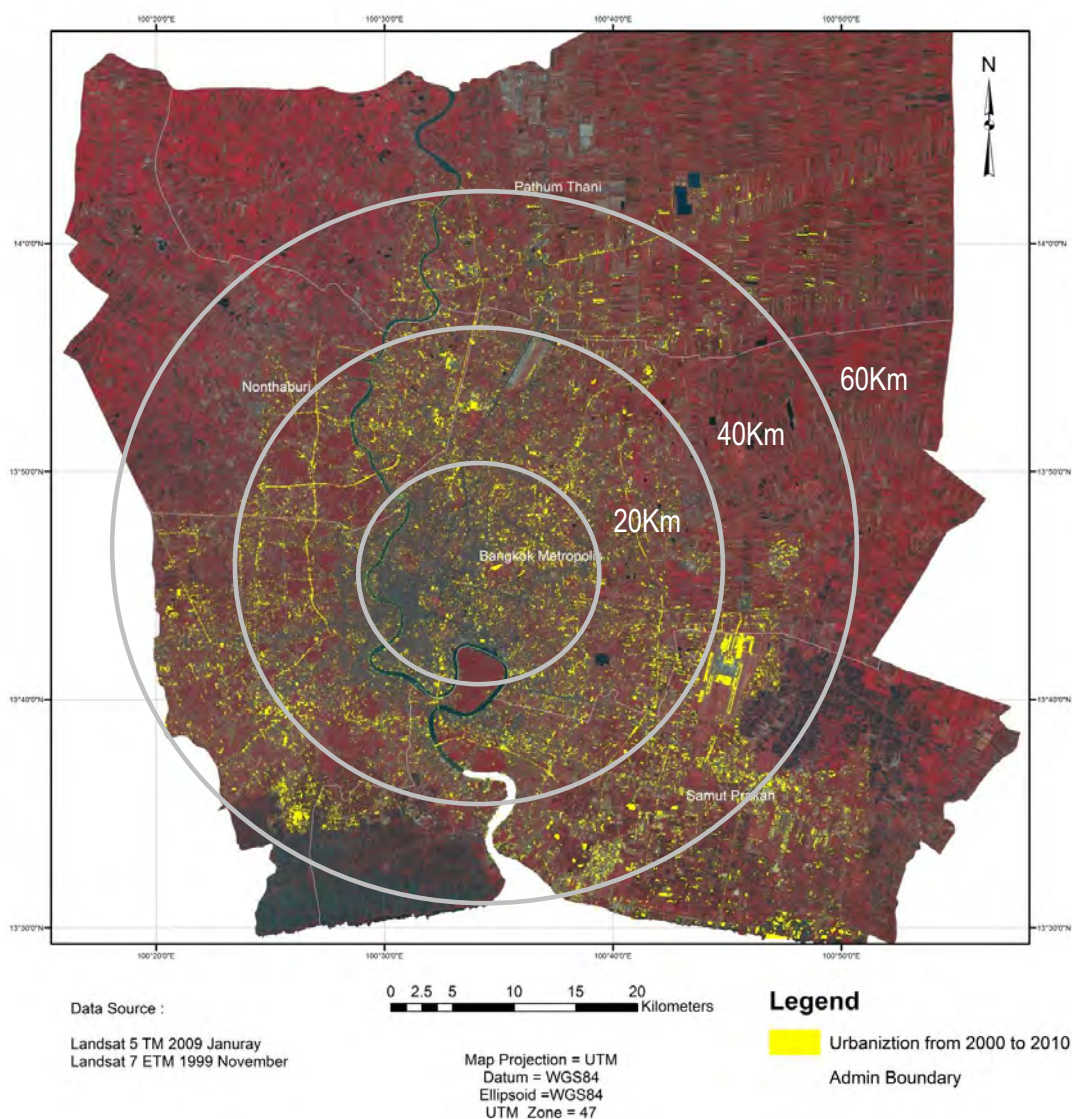 100°20'0"E 100°30'0"E 100°40'0"E 100°50'0"E
N
Pathum Thani
14°0'0"N 14°0'0"N
60Km
Nonthaburi
40Km
13°50'0"N 13°50'0"N
20Km
Bangkok Metropolis
13°40'0"N 13°40'0"N
Samut Prakan
13°30'0"N 13°30'0"N
100°20'0"E 100°30'0"E 100°40'0"E 100°50'0"E
0 2.5 5 10 15 20
Kilometers
Data Source :
Landsat 5 TM 2009 Januray
Landsat 7 ETM 1999 November
Map Projection = UTM
Datum = WGS84
Ellipsoid =WGS84
UTM Zone = 47
Legend
Urbaniztion from 2000 to 2010
Admin Boundary